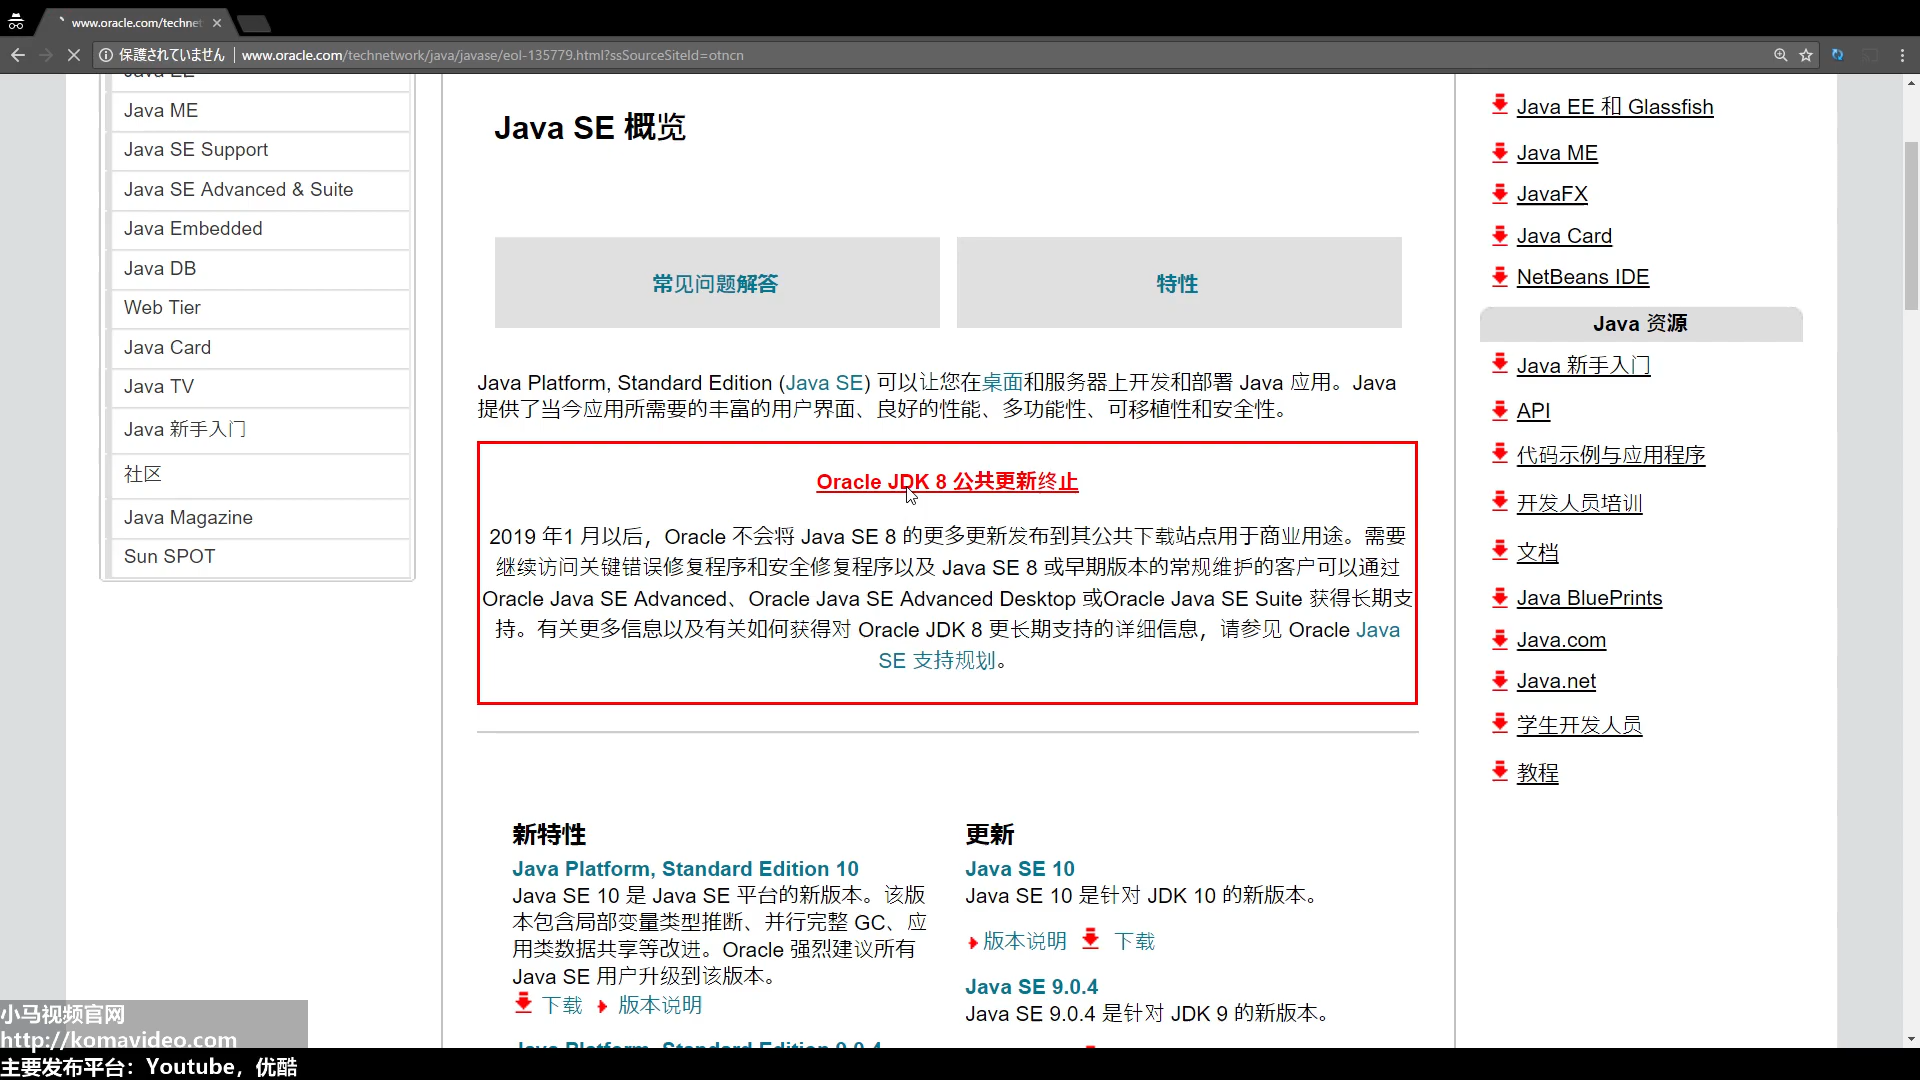 www.oracle.com/technet
保護されていません
www.oracle.com/technetwork/java/javase/eol-135779.html?ssSourceSiteId=otncn
Java EE
Java ME
Java SE Support
Java SE Advanced & Suite
Java Embedded
Java DB
Web Tier
Java Card
Java TV
Java 新手入门
社区
Java Magazine
Sun SPOT
Java SE 概览
常见问题解答
特性
Java Platform, Standard Edition (Java SE) 可以让您在桌面和服务器上开发和部署 Java 应用。Java
提供了当今应用所需要的丰富的用户界面、良好的性能、多功能性、可移植性和安全性。
Oracle JDK 8 公共更新终止
2019 年1 月以后，Oracle 不会将 Java SE 8 的更多更新发布到其公共下载站点用于商业用途。需要
继续访问关键错误修复程序和安全修复程序以及 Java SE 8 或早期版本的常规维护的客户可以通过
Oracle Java SE Advanced、Oracle Java SE Advanced Desktop 或Oracle Java SE Suite 获得长期支
持。有关更多信息以及有关如何获得对 Oracle JDK 8 更长期支持的详细信息，请参见 Oracle Java
SE 支持规划。
新特性
Java Platform, Standard Edition 10
Java SE 10 是 Java SE 平台的新版本。该版
本包含局部变量类型推断、并行完整 GC、应
用类数据共享等改进。Oracle 强烈建议所有
Java SE 用户升级到该版本。
下载 版本说明
Java Platform, Standard Edition 9.0.4
更新
Java SE 10
Java SE 10 是针对 JDK 10 的新版本。
版本说明 下载
Java SE 9.0.4
Java SE 9.0.4 是针对 JDK 9 的新版本。
Java EE 和 Glassfish
Java ME
JavaFX
Java Card
NetBeans IDE
Java 资源
Java 新手入门
API
代码示例与应用程序
开发人员培训
文档
Java BluePrints
Java.com
Java.net
学生开发人员
教程
小马视频官网
http://komavideo.com
主要发布平台：Youtube，优酷